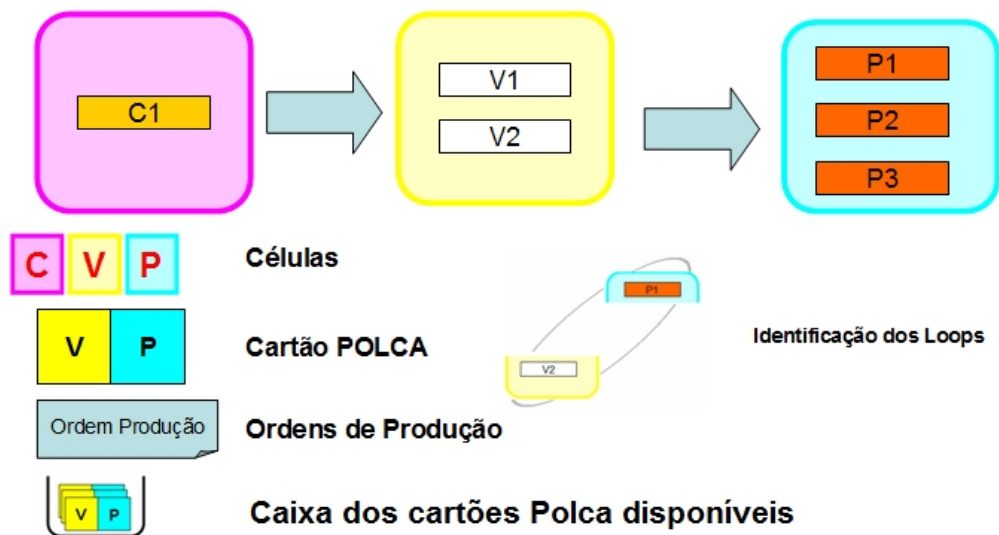 C1
V1
V2
P1
P2
P3
C V P
Células
P1
V2
Identificação dos Loops
V P
Cartão POLCA
Ordem Produção
Ordens de Produção
V P
Caixa dos cartões Polca disponíveis